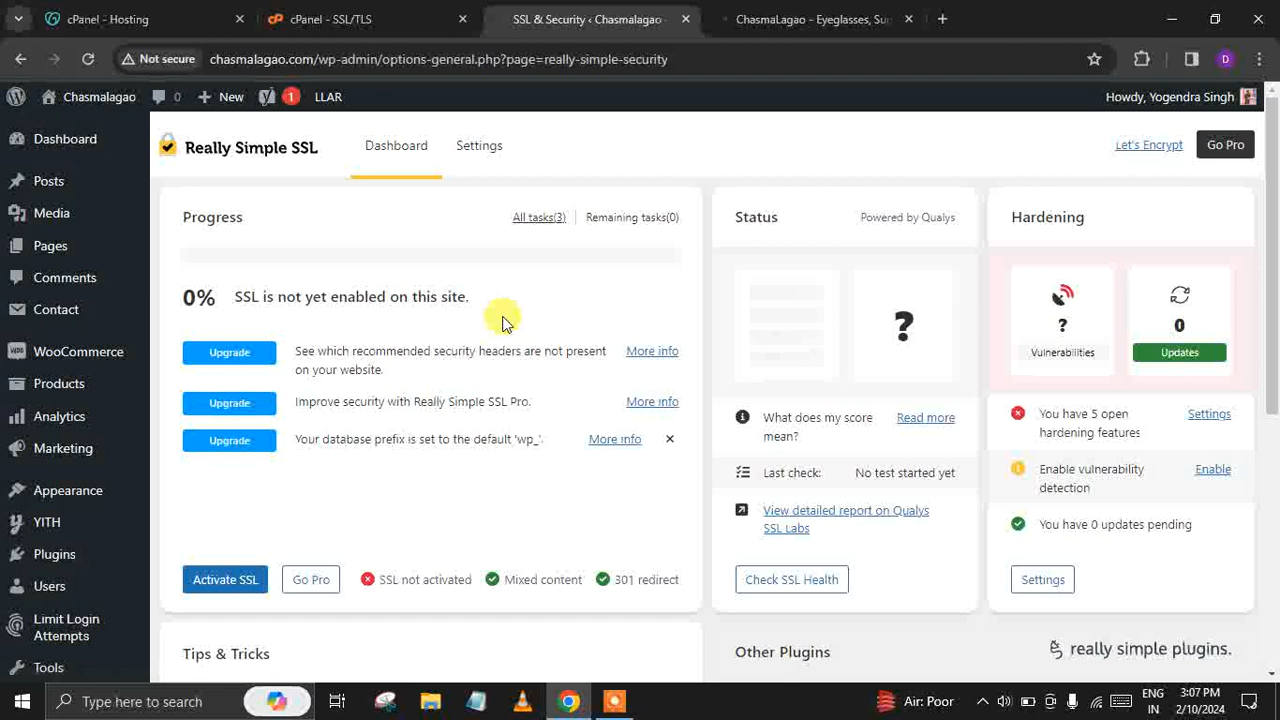 cPanel - Hosting
cPanel - SSL/TLS
SSL & Security ‹ Chasmalagao
ChasmaLagao - Eyeglasses, Su
Not secure
chasmalagao.com/wp-admin/options-general.php?page=really-simple-security
D
Chasmalagao
0
New
1
LLAR
Howdy, Yogendra Singh
Dashboard
Posts
Media
Pages
Comments
Contact
WooCommerce
Products
Analytics
Marketing
Appearance
YITH
Plugins
Users
Limit Login
Attempts
Tools
Really Simple SSL
Dashboard
Settings
Let's Encrypt
Go Pro
Progress
All tasks(3)
Remaining tasks(0)
0%
SSL is not yet enabled on this site.
Upgrade
See which recommended security headers are not present
on your website.
More info
Upgrade
Improve security with Really Simple SSL Pro.
More info
Upgrade
Your database prefix is set to the default 'wp_'.
More info
Activate SSL
Go Pro
SSL not activated
Mixed content
301 redirect
Status
Powered by Qualys
?
What does my score
mean?
Read more
Last check:
No test started yet
View detailed report on Qualys
SSL Labs
Check SSL Health
Hardening
?
Vulnerabilities
0
Updates
You have 5 open
hardening features
Settings
Enable vulnerability
detection
Enable
You have 0 updates pending
Settings
Tips & Tricks
Other Plugins
really simple plugins.
Type here to search
Air: Poor
ENG
IN
3:07 PM
2/10/2024